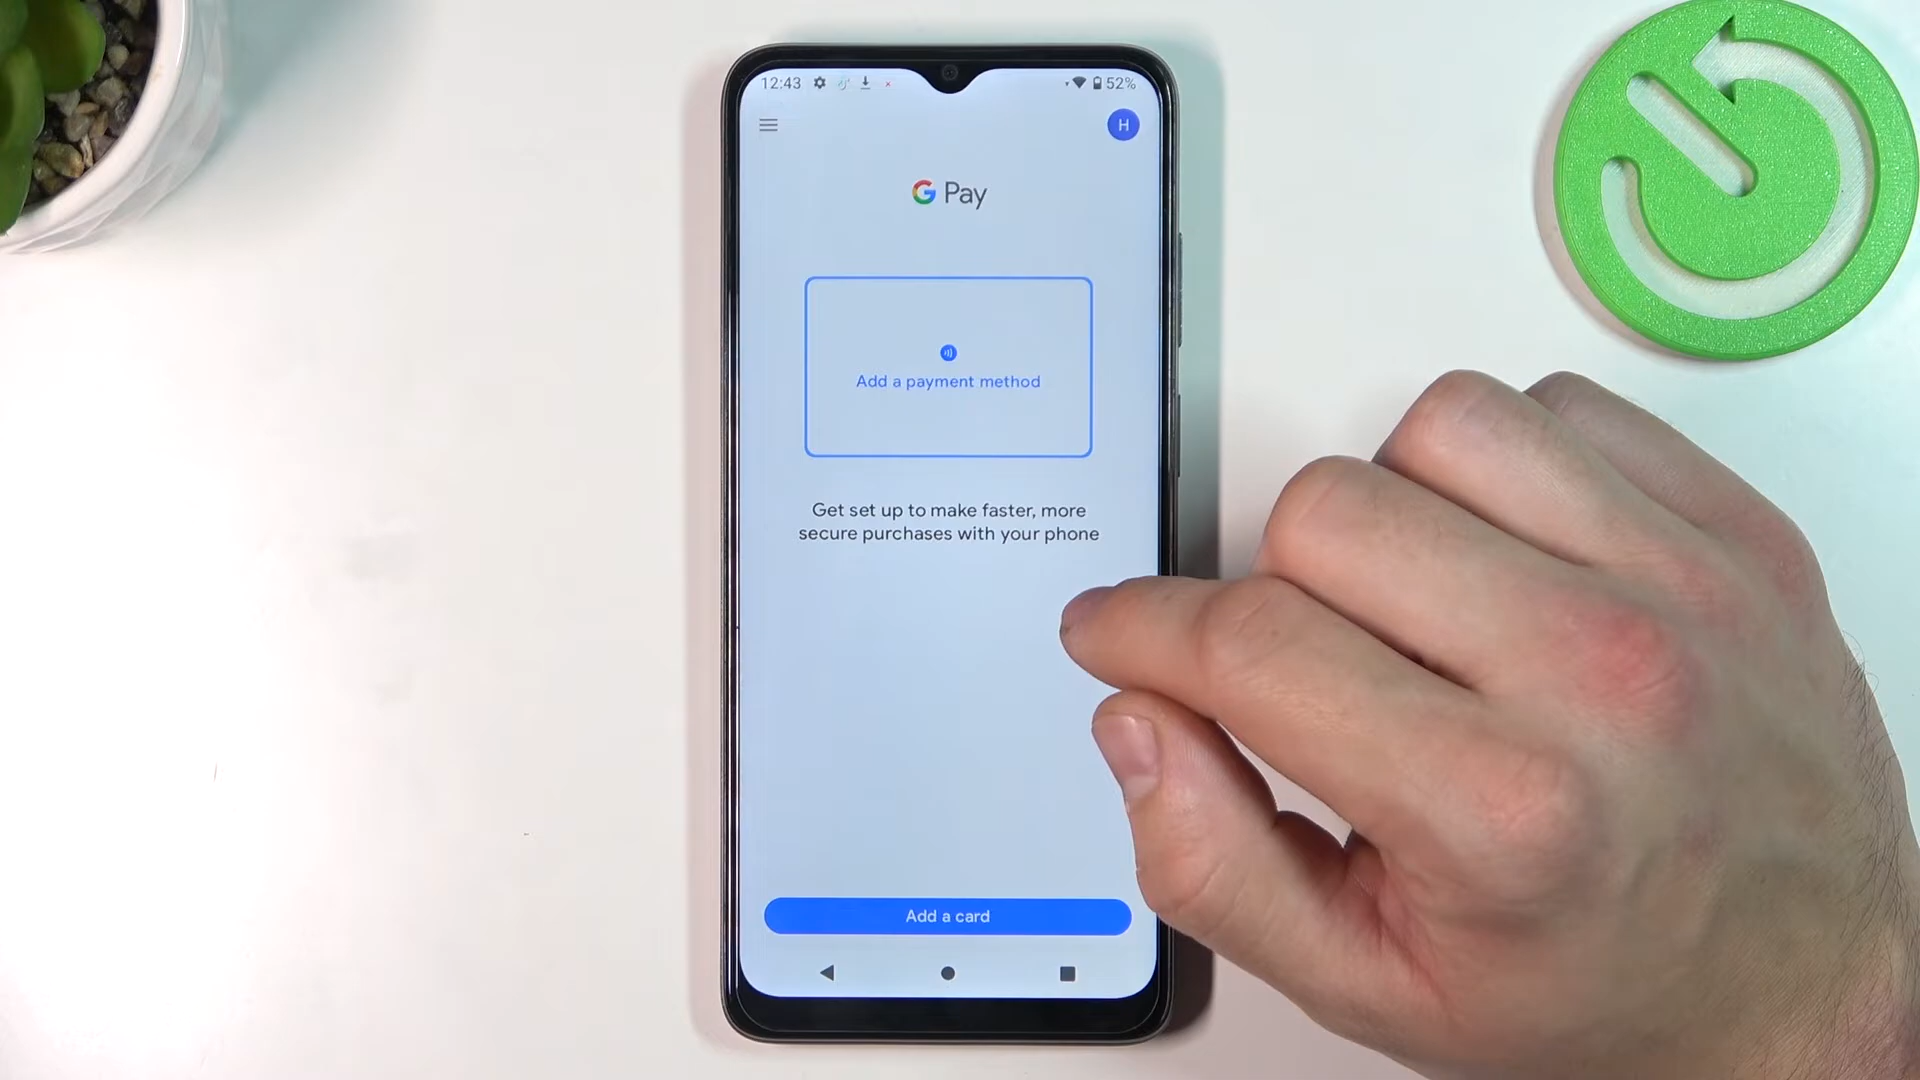 12:43 52%
H
G Pay
Add a payment method
Get set up to make faster, more
secure purchases with your phone
Add a card